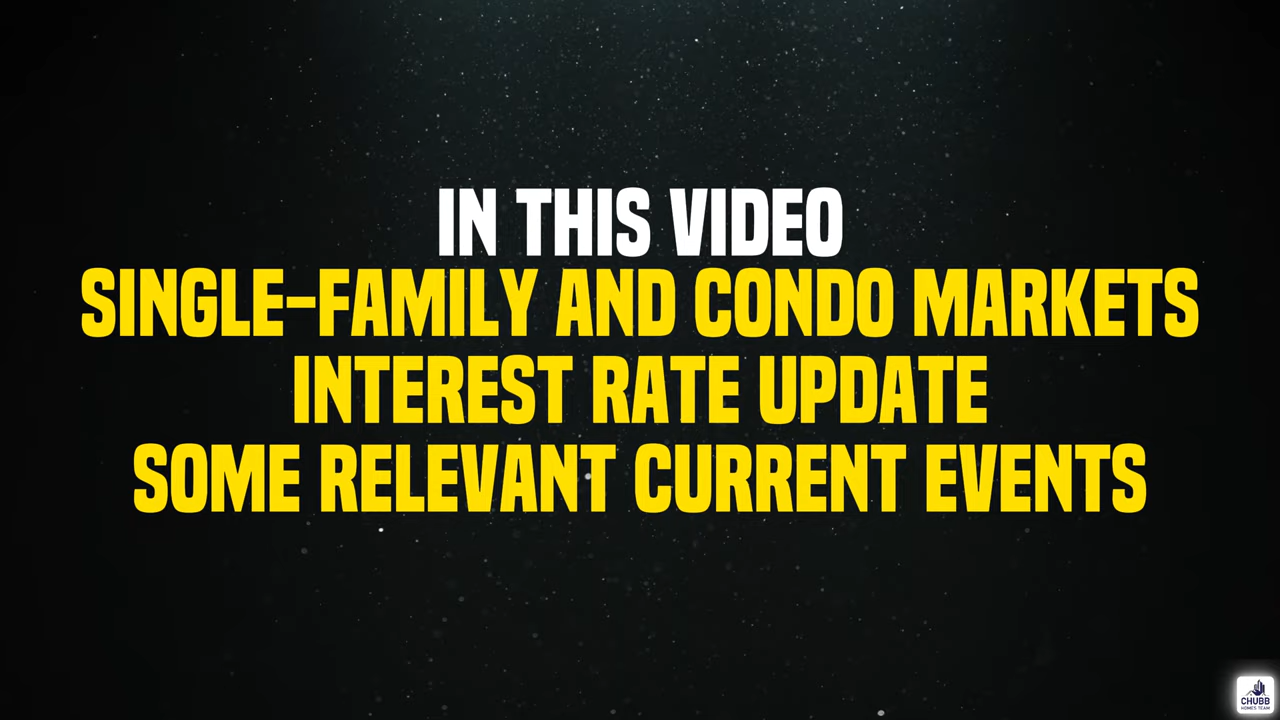 IN THIS VIDEO
SINGLE-FAMILY AND CONDO MARKETS
INTEREST RATE UPDATE
SOME RELEVANT CURRENT EVENTS
CHUBB
HOMES TEAM